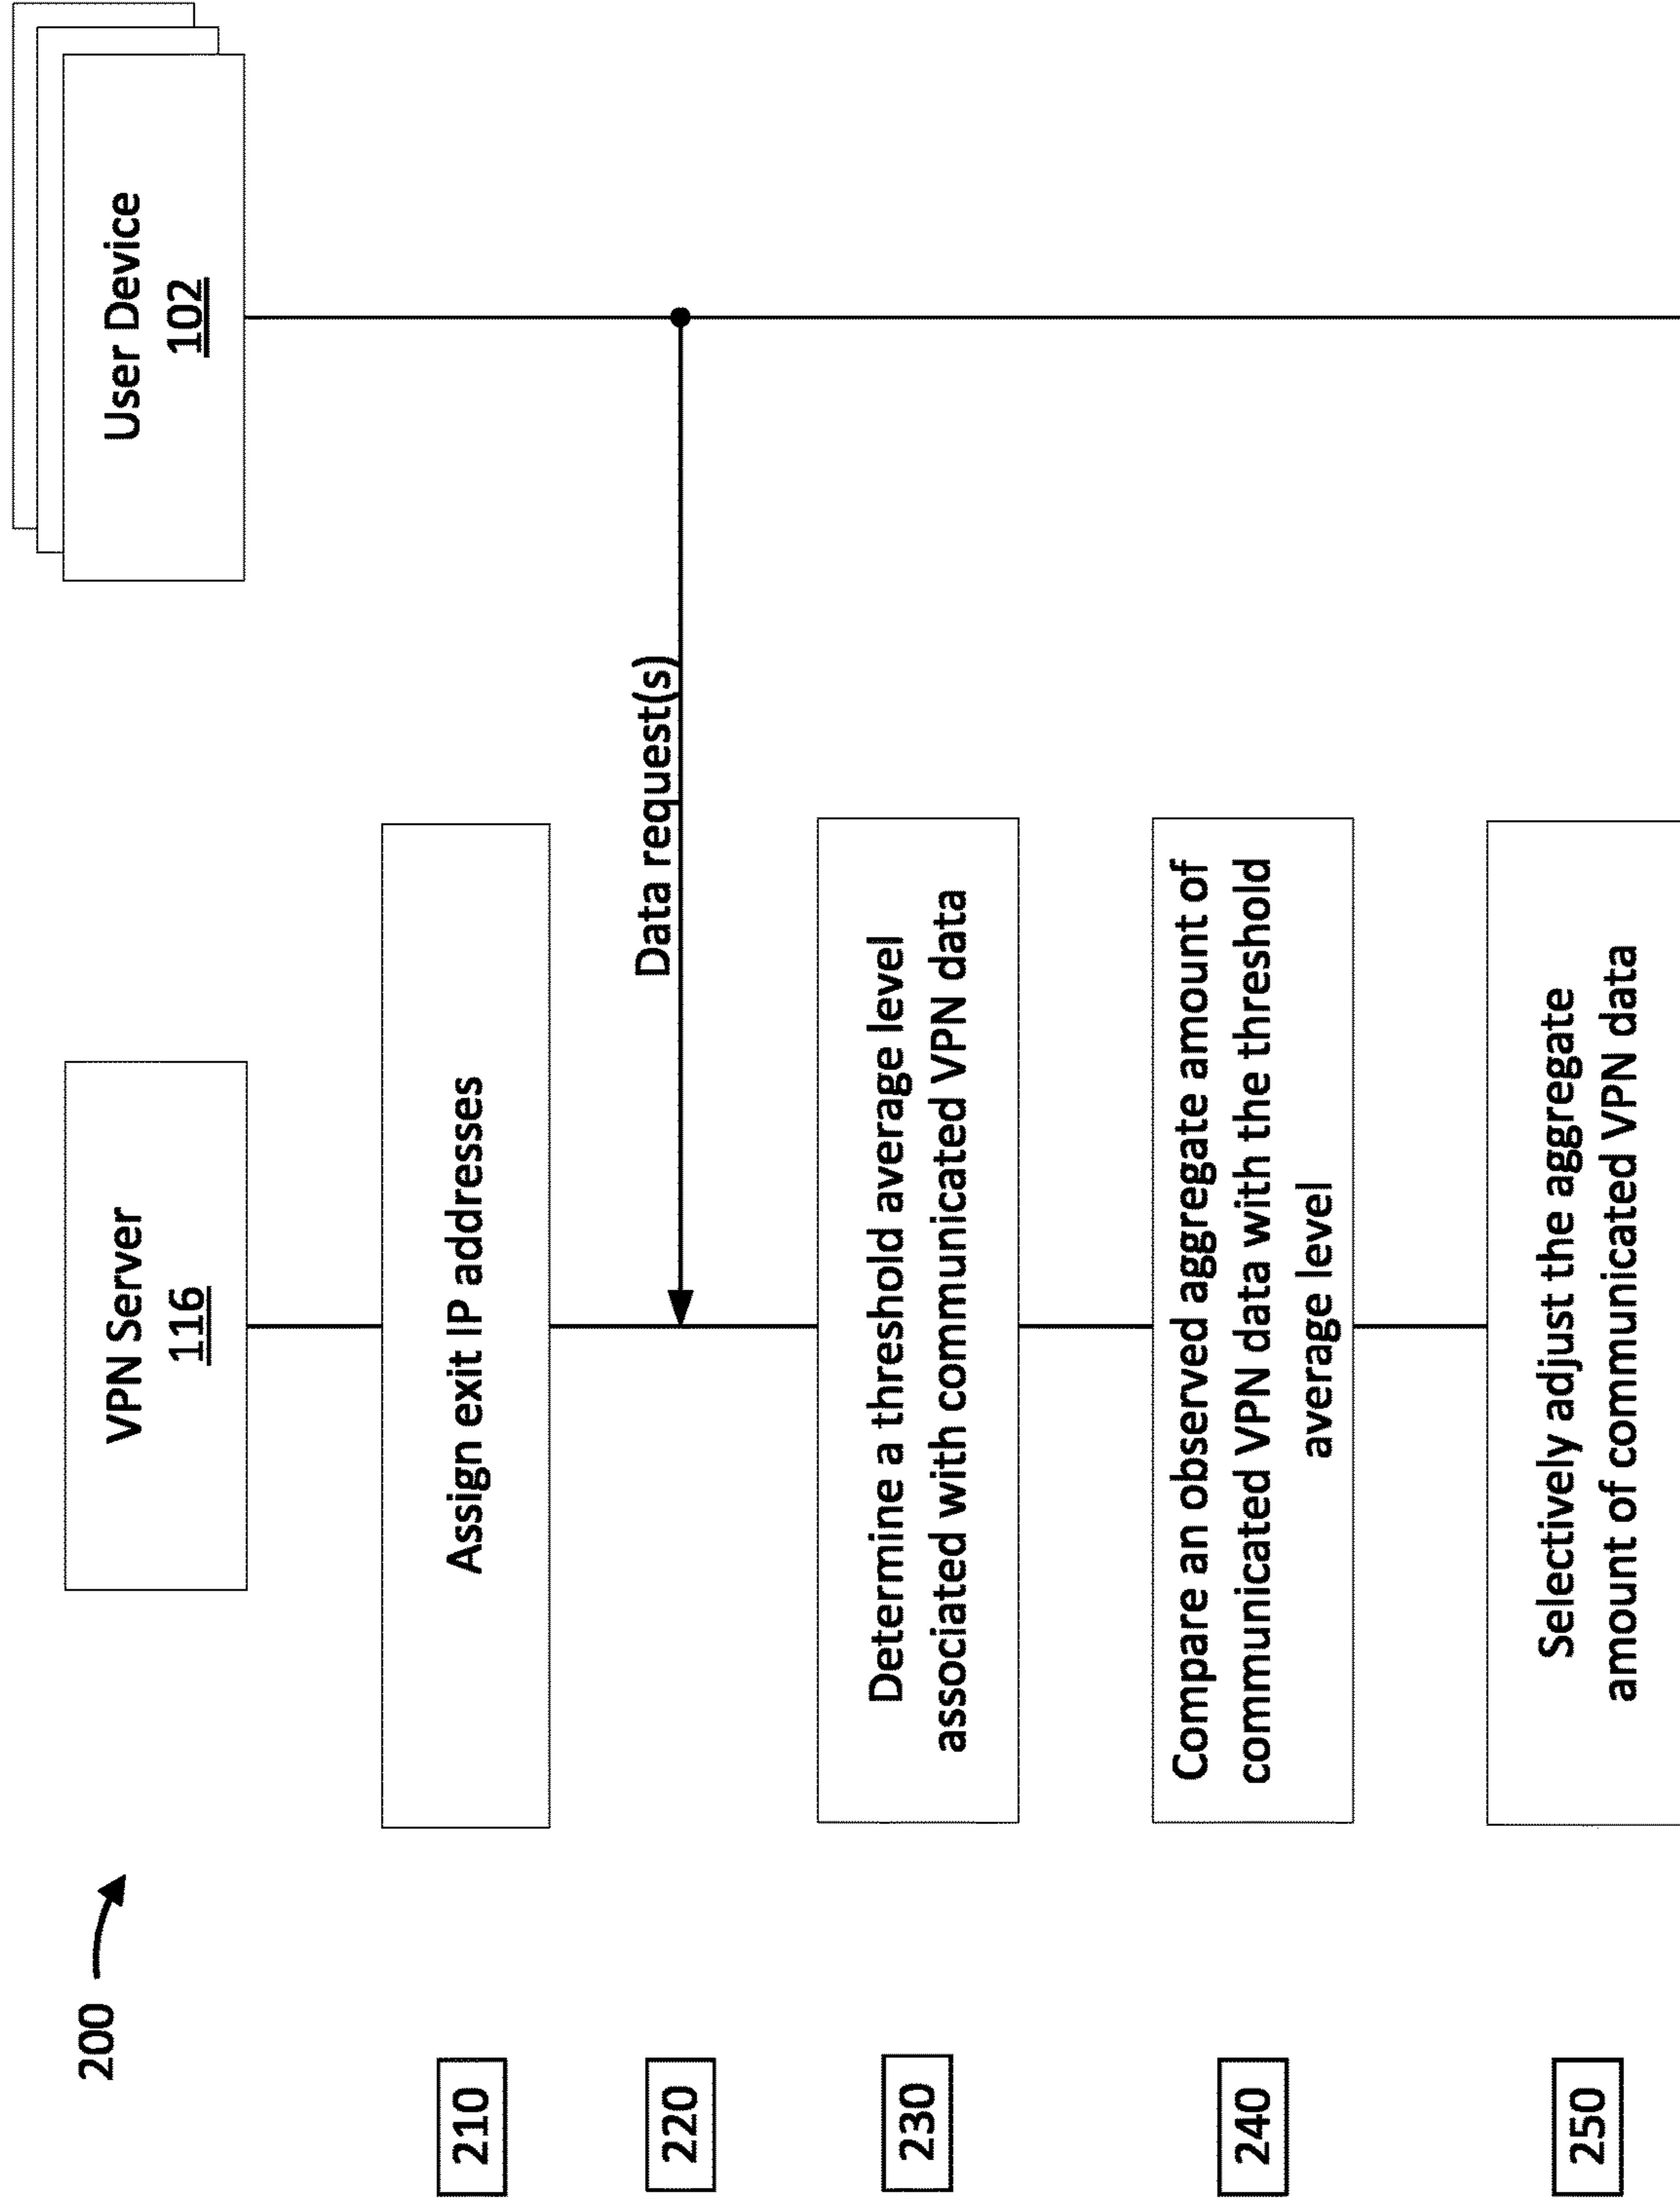 200
VPN Server
116
User Device
102
210
Assign exit IP addresses
220
Data request(s)
230
Determine a threshold average level
associated with communicated VPN data
240
Compare an observed aggregate amount of
communicated VPN data with the threshold
average level
250
Selectively adjust the aggregate
amount of communicated VPN data